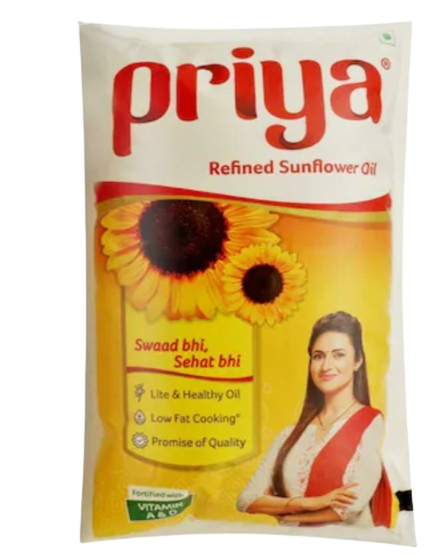 priya®
Refined Sunflower Oil
Swaad bhi,
Sehat bhi
Lite & Healthy Oil
Low Fat Cooking*
Promise of Quality
Fortified with
VITAMIN
A & D